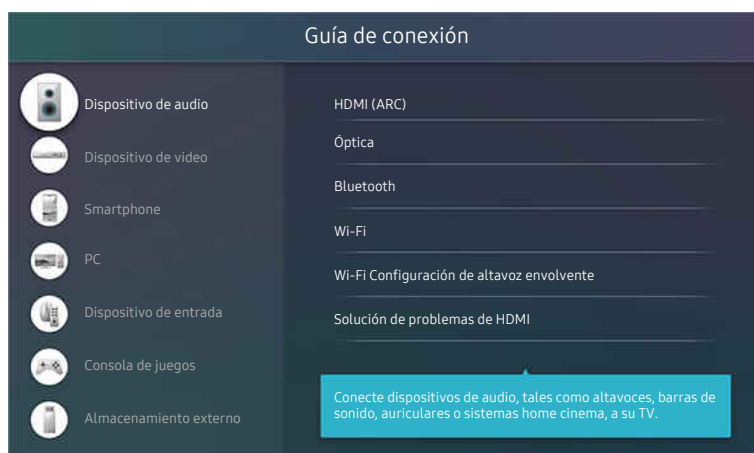 Guía de conexión
Dispositivo de audio
Dispositivo de video
Smartphone
PC
Dispositivo de entrada
Consola de juegos
Almacenamiento externo
HDMI (ARC)
Óptica
Bluetooth
Wi-Fi
Wi-Fi Configuración de altavoz envolvente
Solución de problemas de HDMI
Conecte dispositivos de audio, tales como altavoces, barras de
sonido, auriculares o sistemas home cinema, a su TV.